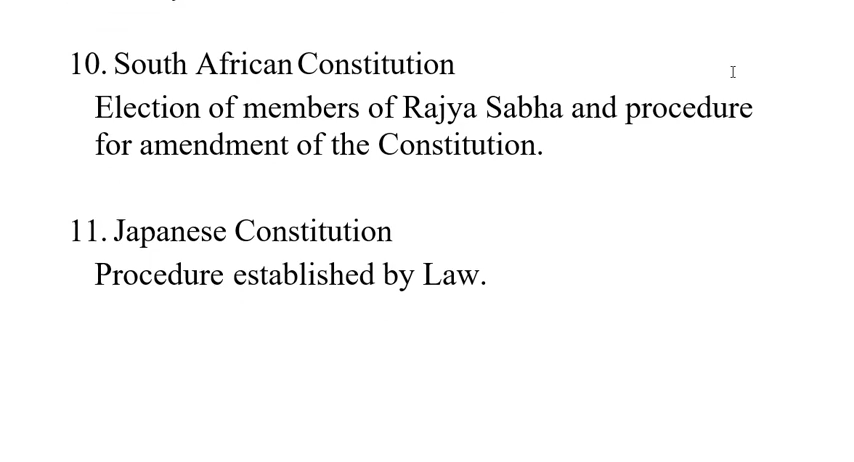 10. South African Constitution
Election of members of Rajya Sabha and procedure
for amendment of the Constitution.
11. Japanese Constitution
Procedure established by Law.